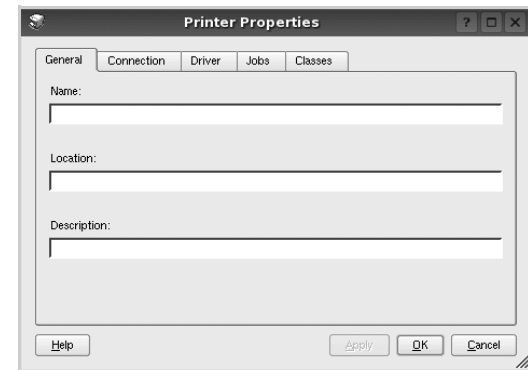 Printer Properties
General Connection Driver Jobs Classes
Name:
Location:
Description:
Help Apply OK Cancel